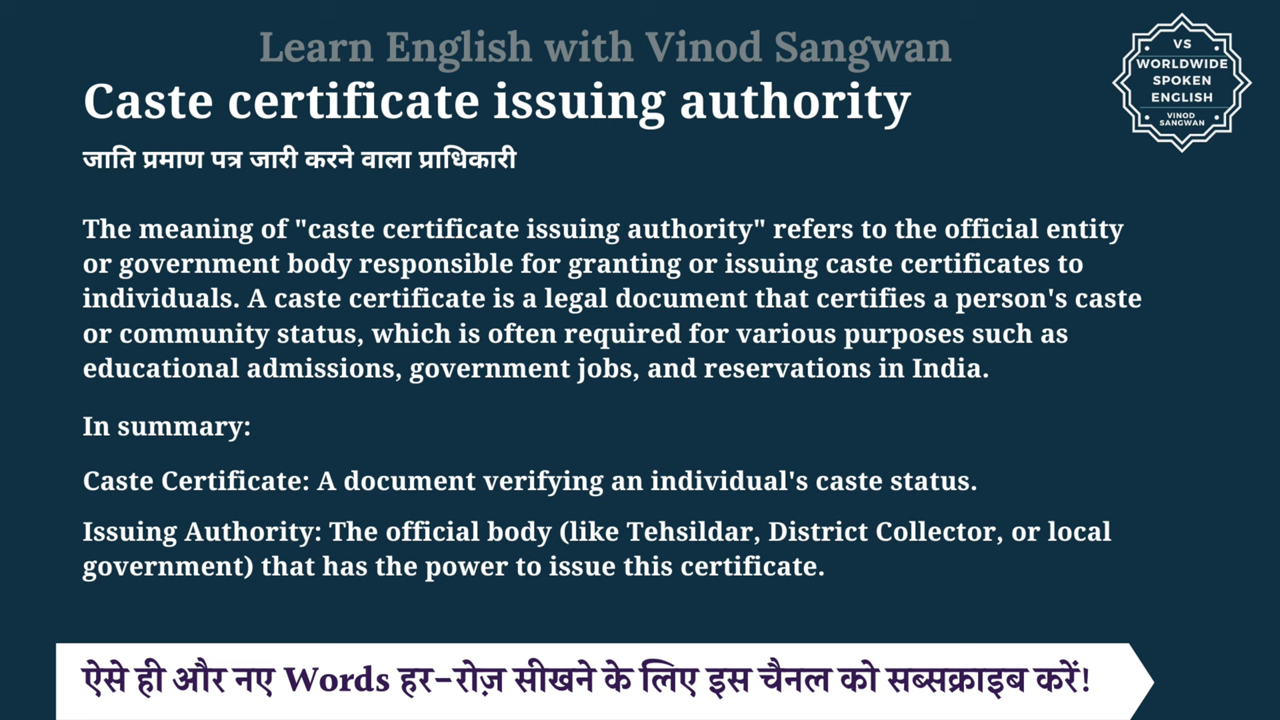 Learn English with Vinod Sangwan
Caste certificate issuing authority
जाति प्रमाण पत्र जारी करने वाला प्राधिकारी
The meaning of "caste certificate issuing authority" refers to the official entity
or government body responsible for granting or issuing caste certificates to
individuals. A caste certificate is a legal document that certifies a person's caste
or community status, which is often required for various purposes such as
educational admissions, government jobs, and reservations in India.
In summary:
Caste Certificate: A document verifying an individual's caste status.
Issuing Authority: The official body (like Tehsildar, District Collector, or local
government) that has the power to issue this certificate.
ऐसे ही और नए Words हर-रोज़ सीखने के लिए इस चैनल को सब्सक्राइब करें!
VS
WORLDWIDE
SPOKEN
ENGLISH
VINOD
SANGWAN